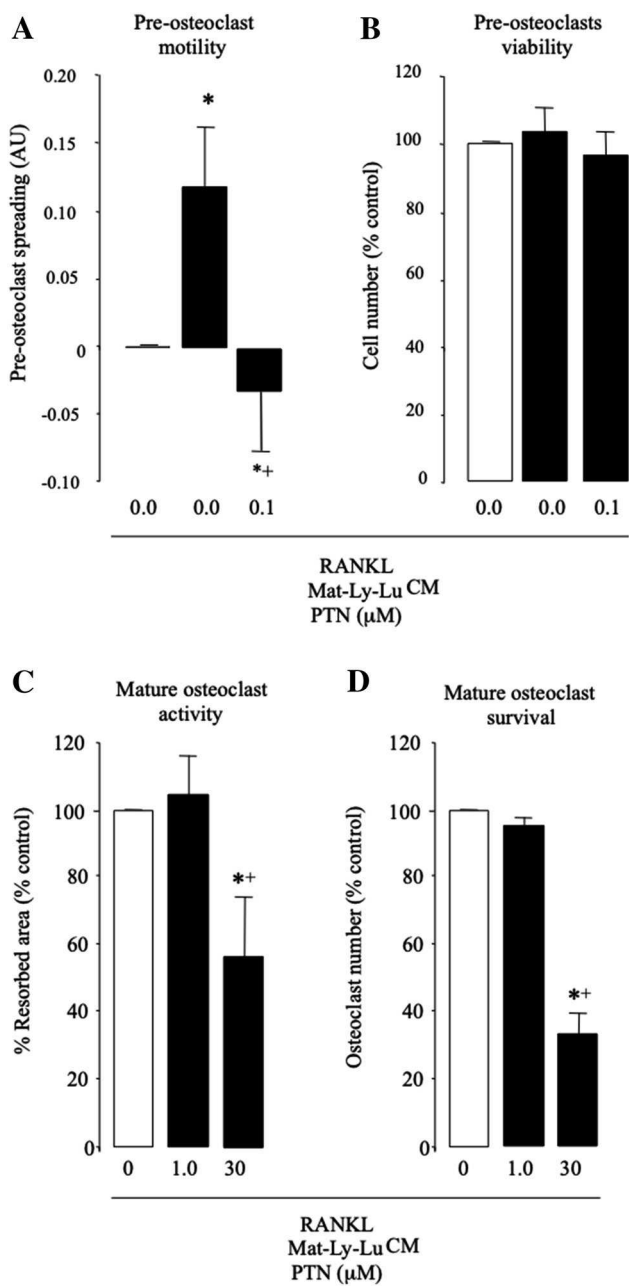 A
Pre-osteoclast
motility
Pre-osteoclast spreading (AU)
0.20
0.15
0.10
0.05
0
-0.05
-0.10
*
*+
0.0 0.0 0.1
B
Pre-osteoclasts
viability
Cell number (% control)
120
100
80
60
40
20
0
0.0 0.0 0.1
RANKL
Mat-Ly-Lu CM
PTN (μM)
C
Mature osteoclast
activity
% Resorbed area (% control)
120
100
80
60
40
20
0
*+
0 1.0 30
D
Mature osteoclast
survival
Osteoclast number (% control)
120
100
80
60
40
20
0
*+
0 1.0 30
RANKL
Mat-Ly-Lu CM
PTN (μM)